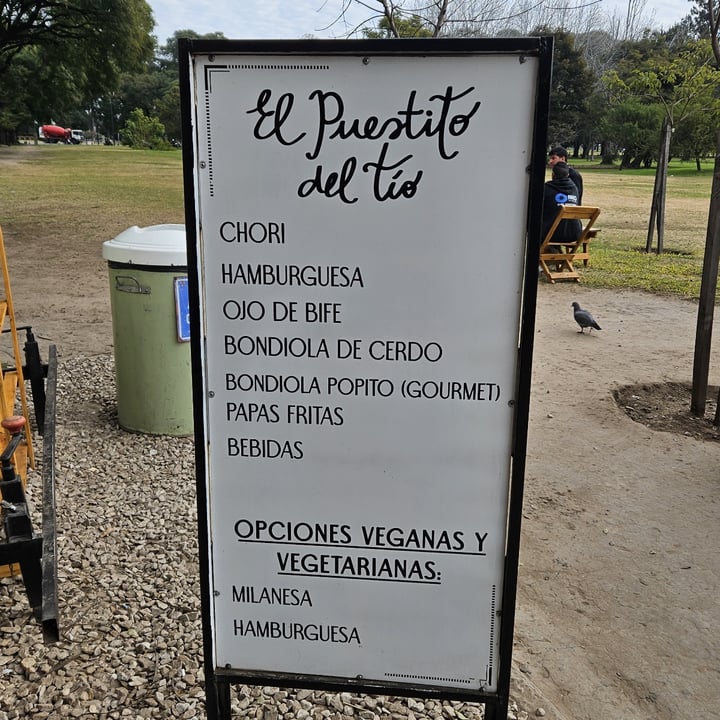 El Puestito
del tío
CHORI
HAMBURGUESA
OJO DE BIFE
BONDIOLA DE CERDO
BONDIOLA POPITO (GOURMET)
PAPAS FRITAS
BEBIDAS
OPCIONES VEGANAS Y
VEGETARIANAS:
MILANESA
HAMBURGUESA